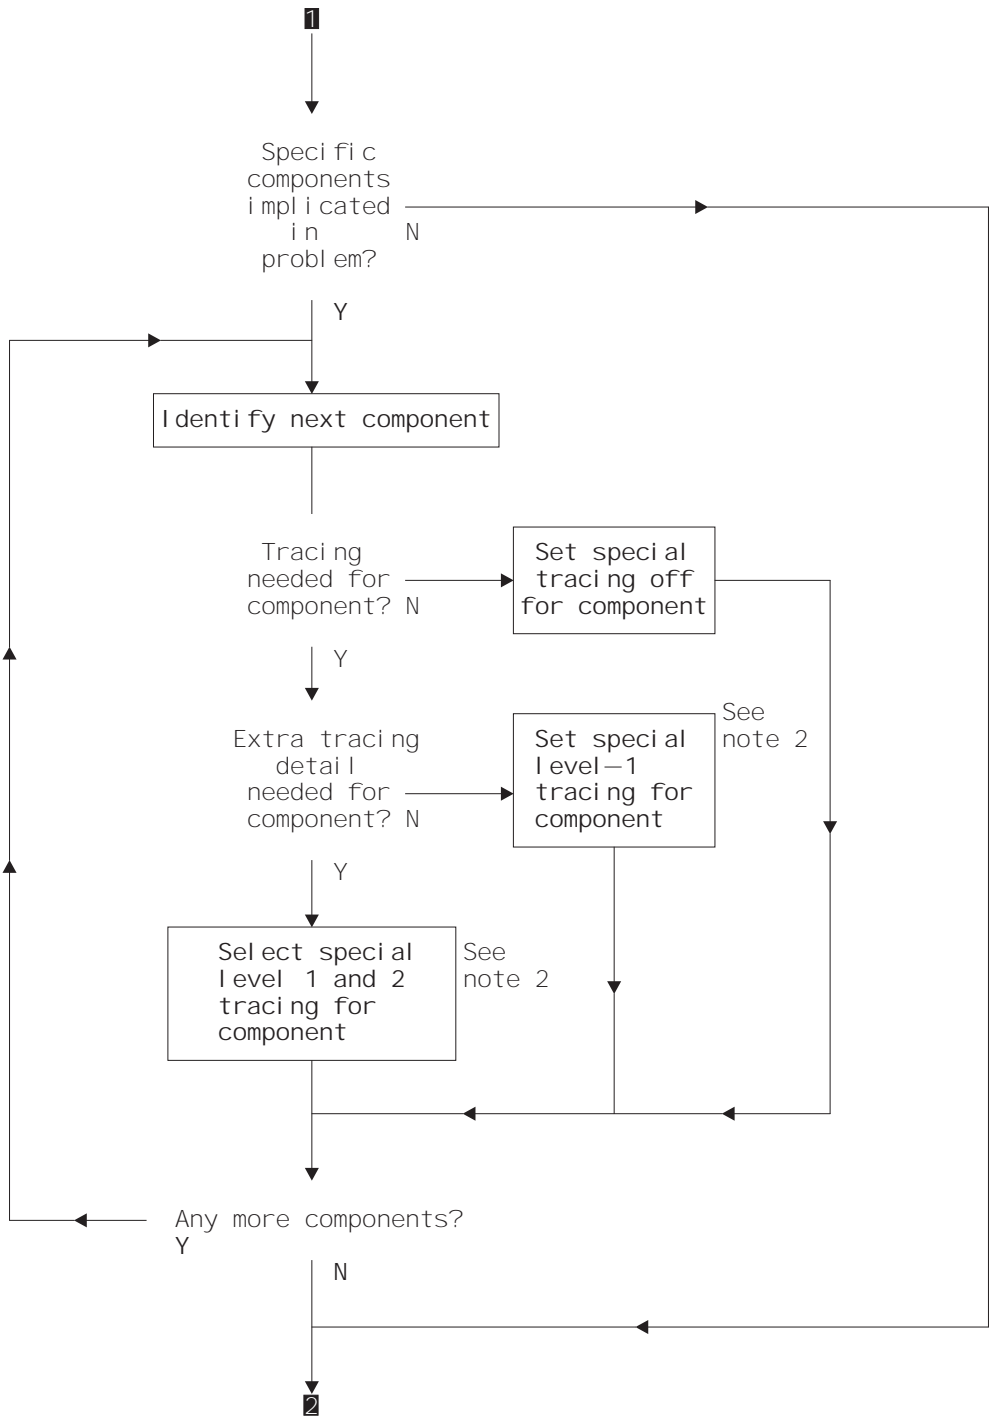 1
Specific
components
implicated
in N
problem?
Y
Identify next component
Tracing
needed for
component? N
Set special
tracing off
for component
Y
Extra tracing
detail
needed for
component? N
Set special
level—1
tracing for
component
See
note 2
Y
Select special
level 1 and 2
tracing for
component
See
note 2
Any more components?
Y
N
2